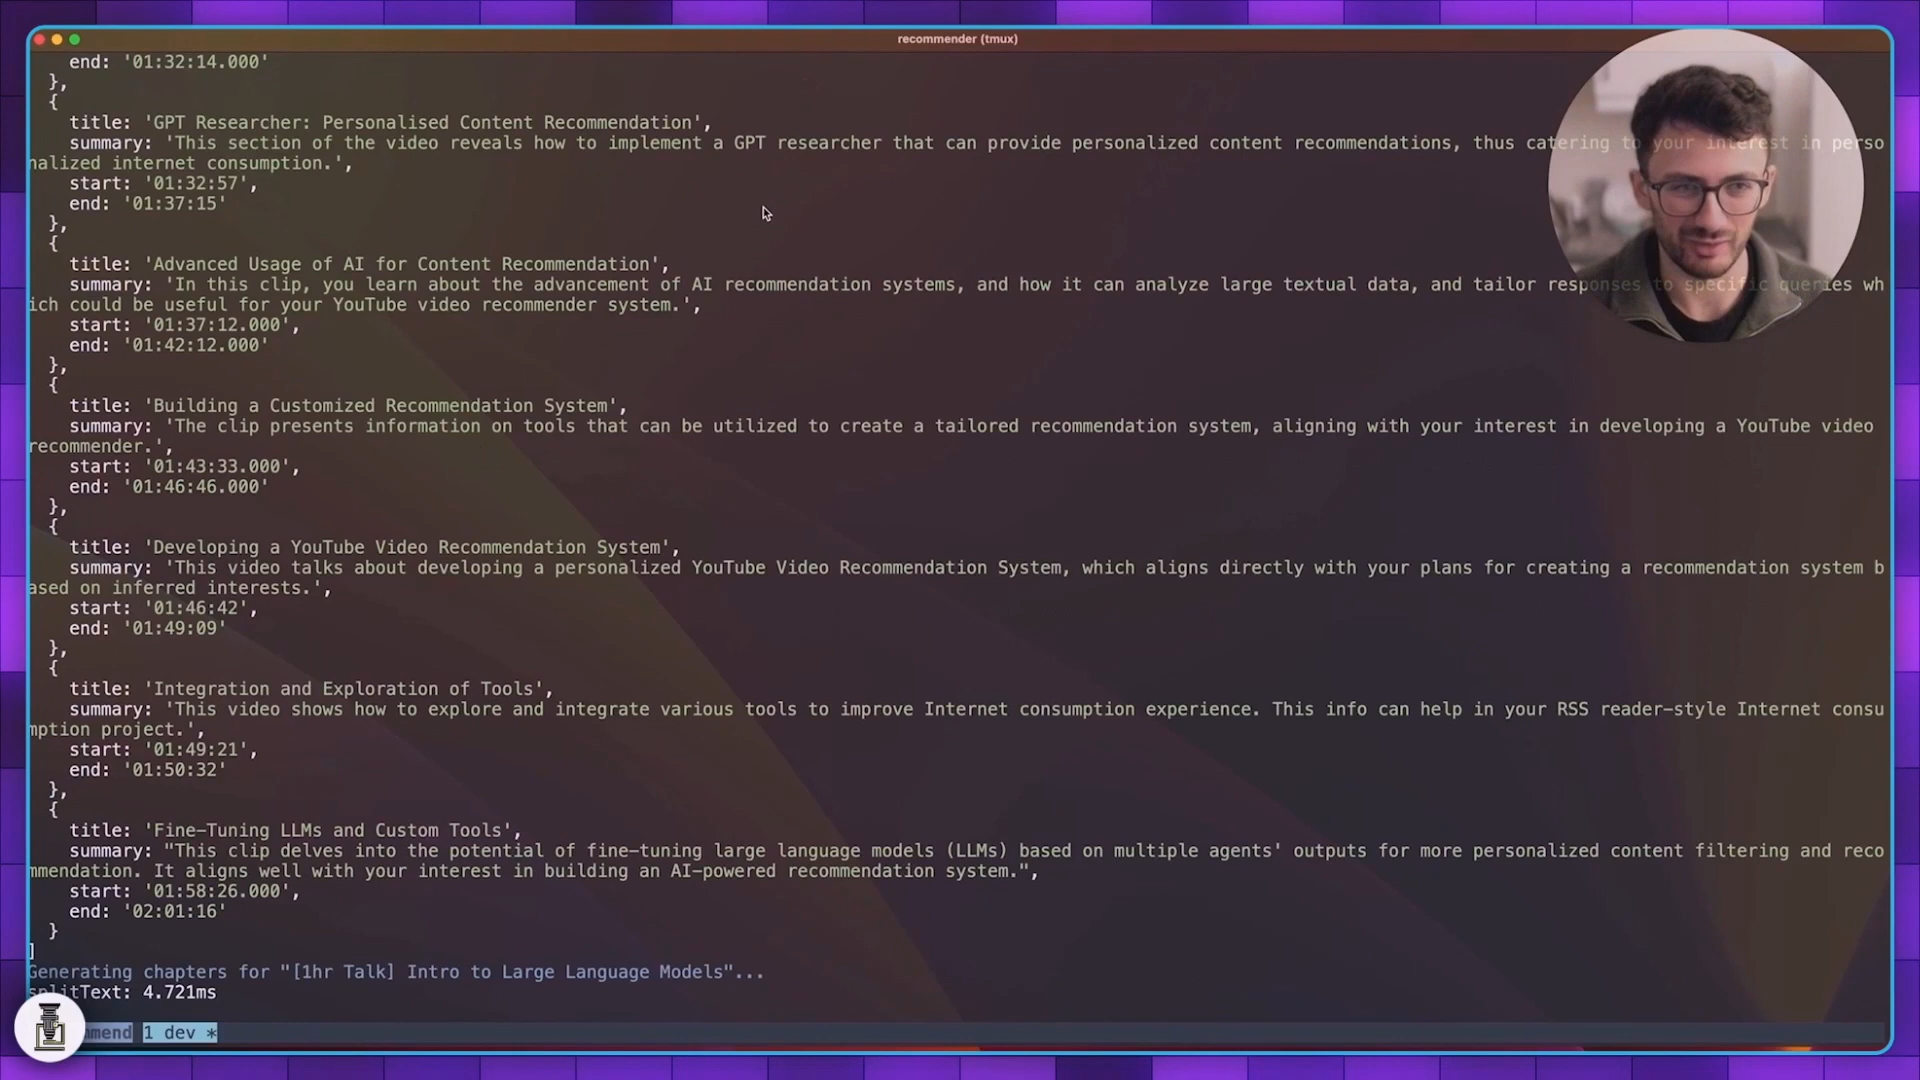 recommender (tmux)
end: '01:32:14.000'
},
{
title: 'GPT Researcher: Personalised Content Recommendation',
summary: 'This section of the video reveals how to implement a GPT researcher that can provide personalized content recommendations, thus catering to your interest in perso
nalized internet consumption.',
start: '01:32:57',
end: '01:37:15'
},
{
title: 'Advanced Usage of AI for Content Recommendation',
summary: 'In this clip, you learn about the advancement of AI recommendation systems, and how it can analyze large textual data, and tailor responses to specific queries wh
ich could be useful for your YouTube video recommender system.',
start: '01:37:12.000',
end: '01:42:12.000'
},
{
title: 'Building a Customized Recommendation System',
summary: 'The clip presents information on tools that can be utilized to create a tailored recommendation system, aligning with your interest in developing a YouTube video
recommender.',
start: '01:43:33.000',
end: '01:46:46.000'
},
{
title: 'Developing a YouTube Video Recommendation System',
summary: 'This video talks about developing a personalized YouTube Video Recommendation System, which aligns directly with your plans for creating a recommendation system b
ased on inferred interests.',
start: '01:46:42',
end: '01:49:09'
},
{
title: 'Integration and Exploration of Tools',
summary: 'This video shows how to explore and integrate various tools to improve Internet consumption experience. This info can help in your RSS reader-style Internet consu
mption project.',
start: '01:49:21',
end: '01:50:32'
},
{
title: 'Fine-Tuning LLMs and Custom Tools',
summary: "This clip delves into the potential of fine-tuning large language models (LLMs) based on multiple agents' outputs for more personalized content filtering and reco
mmendation. It aligns well with your interest in building an AI-powered recommendation system.",
start: '01:58:26.000',
end: '02:01:16'
}
]
Generating chapters for "[1hr Talk] Intro to Large Language Models"...
splitText: 4.721ms
mmend 1 dev *